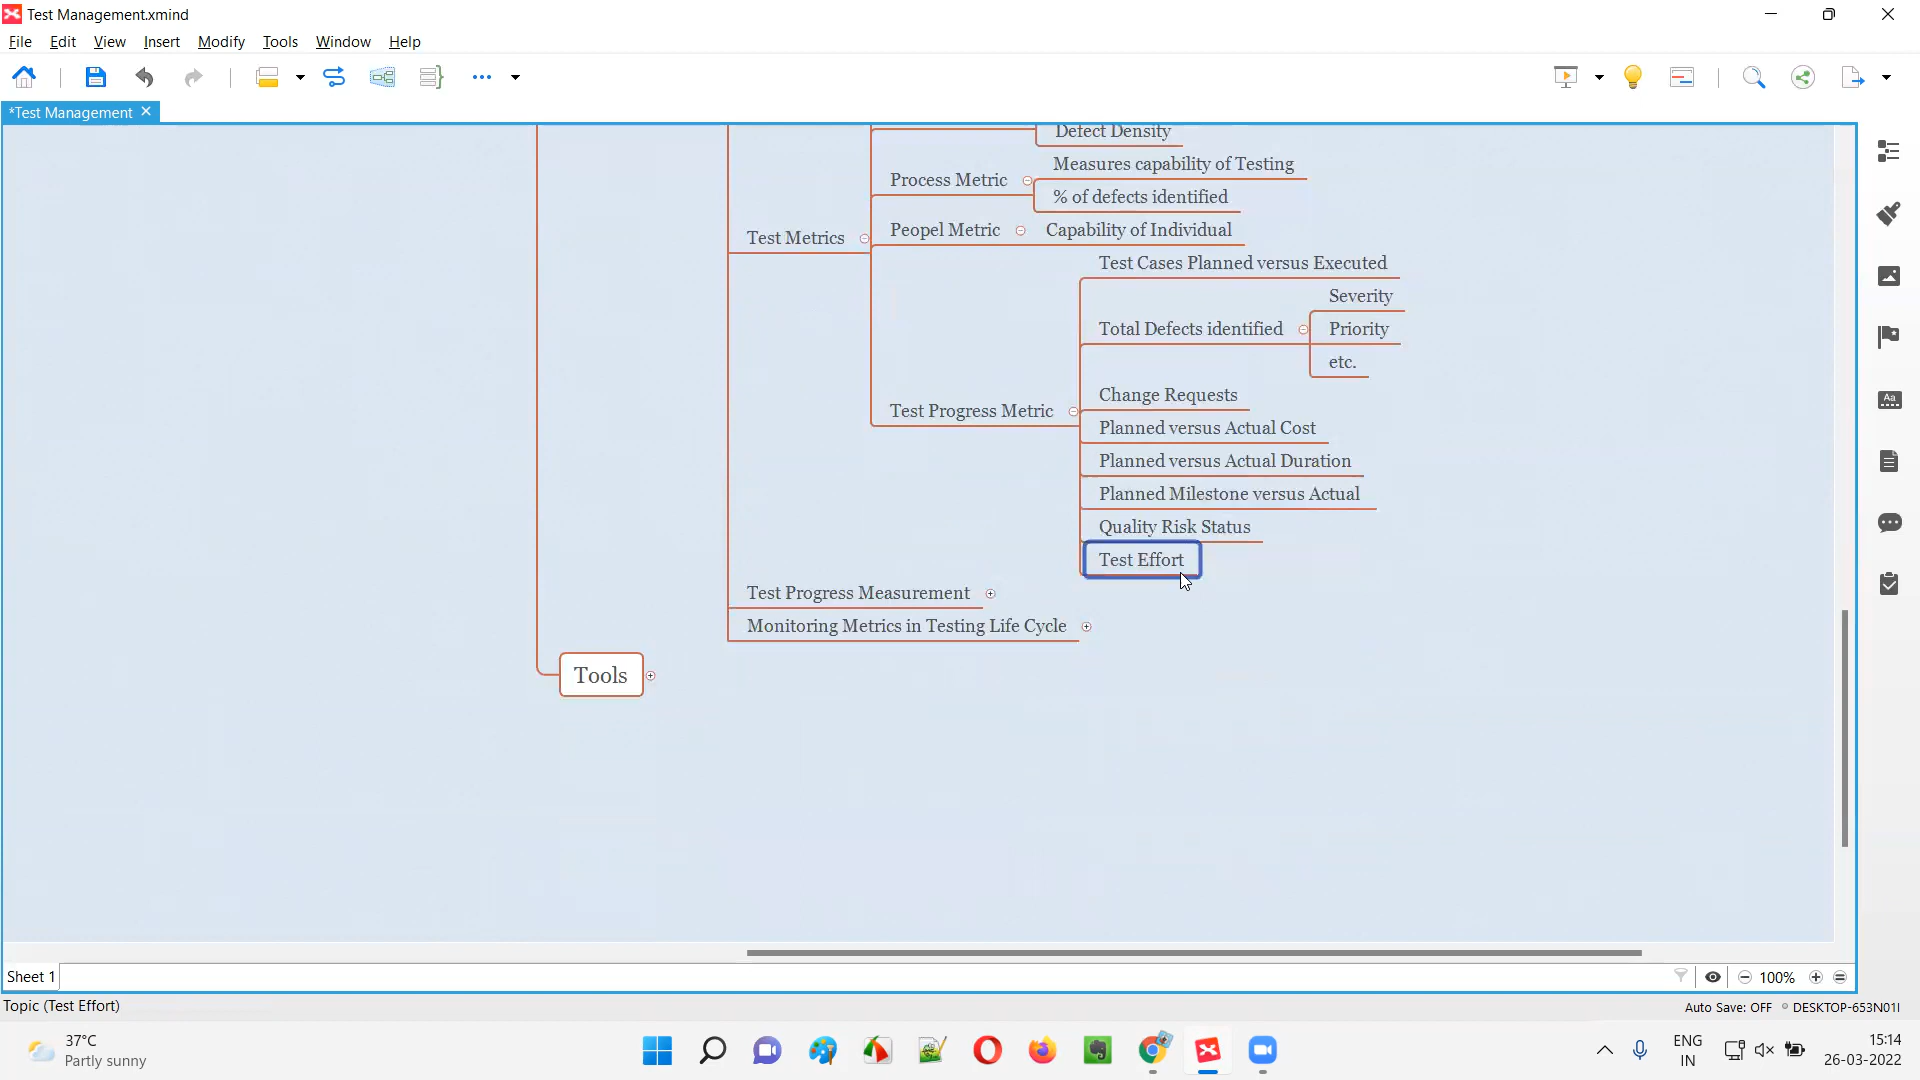 Test Management.xmind
File Edit View Insert Modify Tools Window Help
*Test Management
Defect Density
Measures capability of Testing
Process Metric
% of defects identified
Peopel Metric
Capability of Individual
Test Metrics
Test Cases Planned versus Executed
Severity
Total Defects identified
Priority
etc.
Change Requests
Test Progress Metric
Planned versus Actual Cost
Planned versus Actual Duration
Planned Milestone versus Actual
Quality Risk Status
Test Effort
Test Progress Measurement
Monitoring Metrics in Testing Life Cycle
Tools
Aa
Sheet 1
100%
Topic (Test Effort)
Auto Save: OFF
DESKTOP-653N01I
37°C
Partly sunny
ENG
IN
15:14
26-03-2022